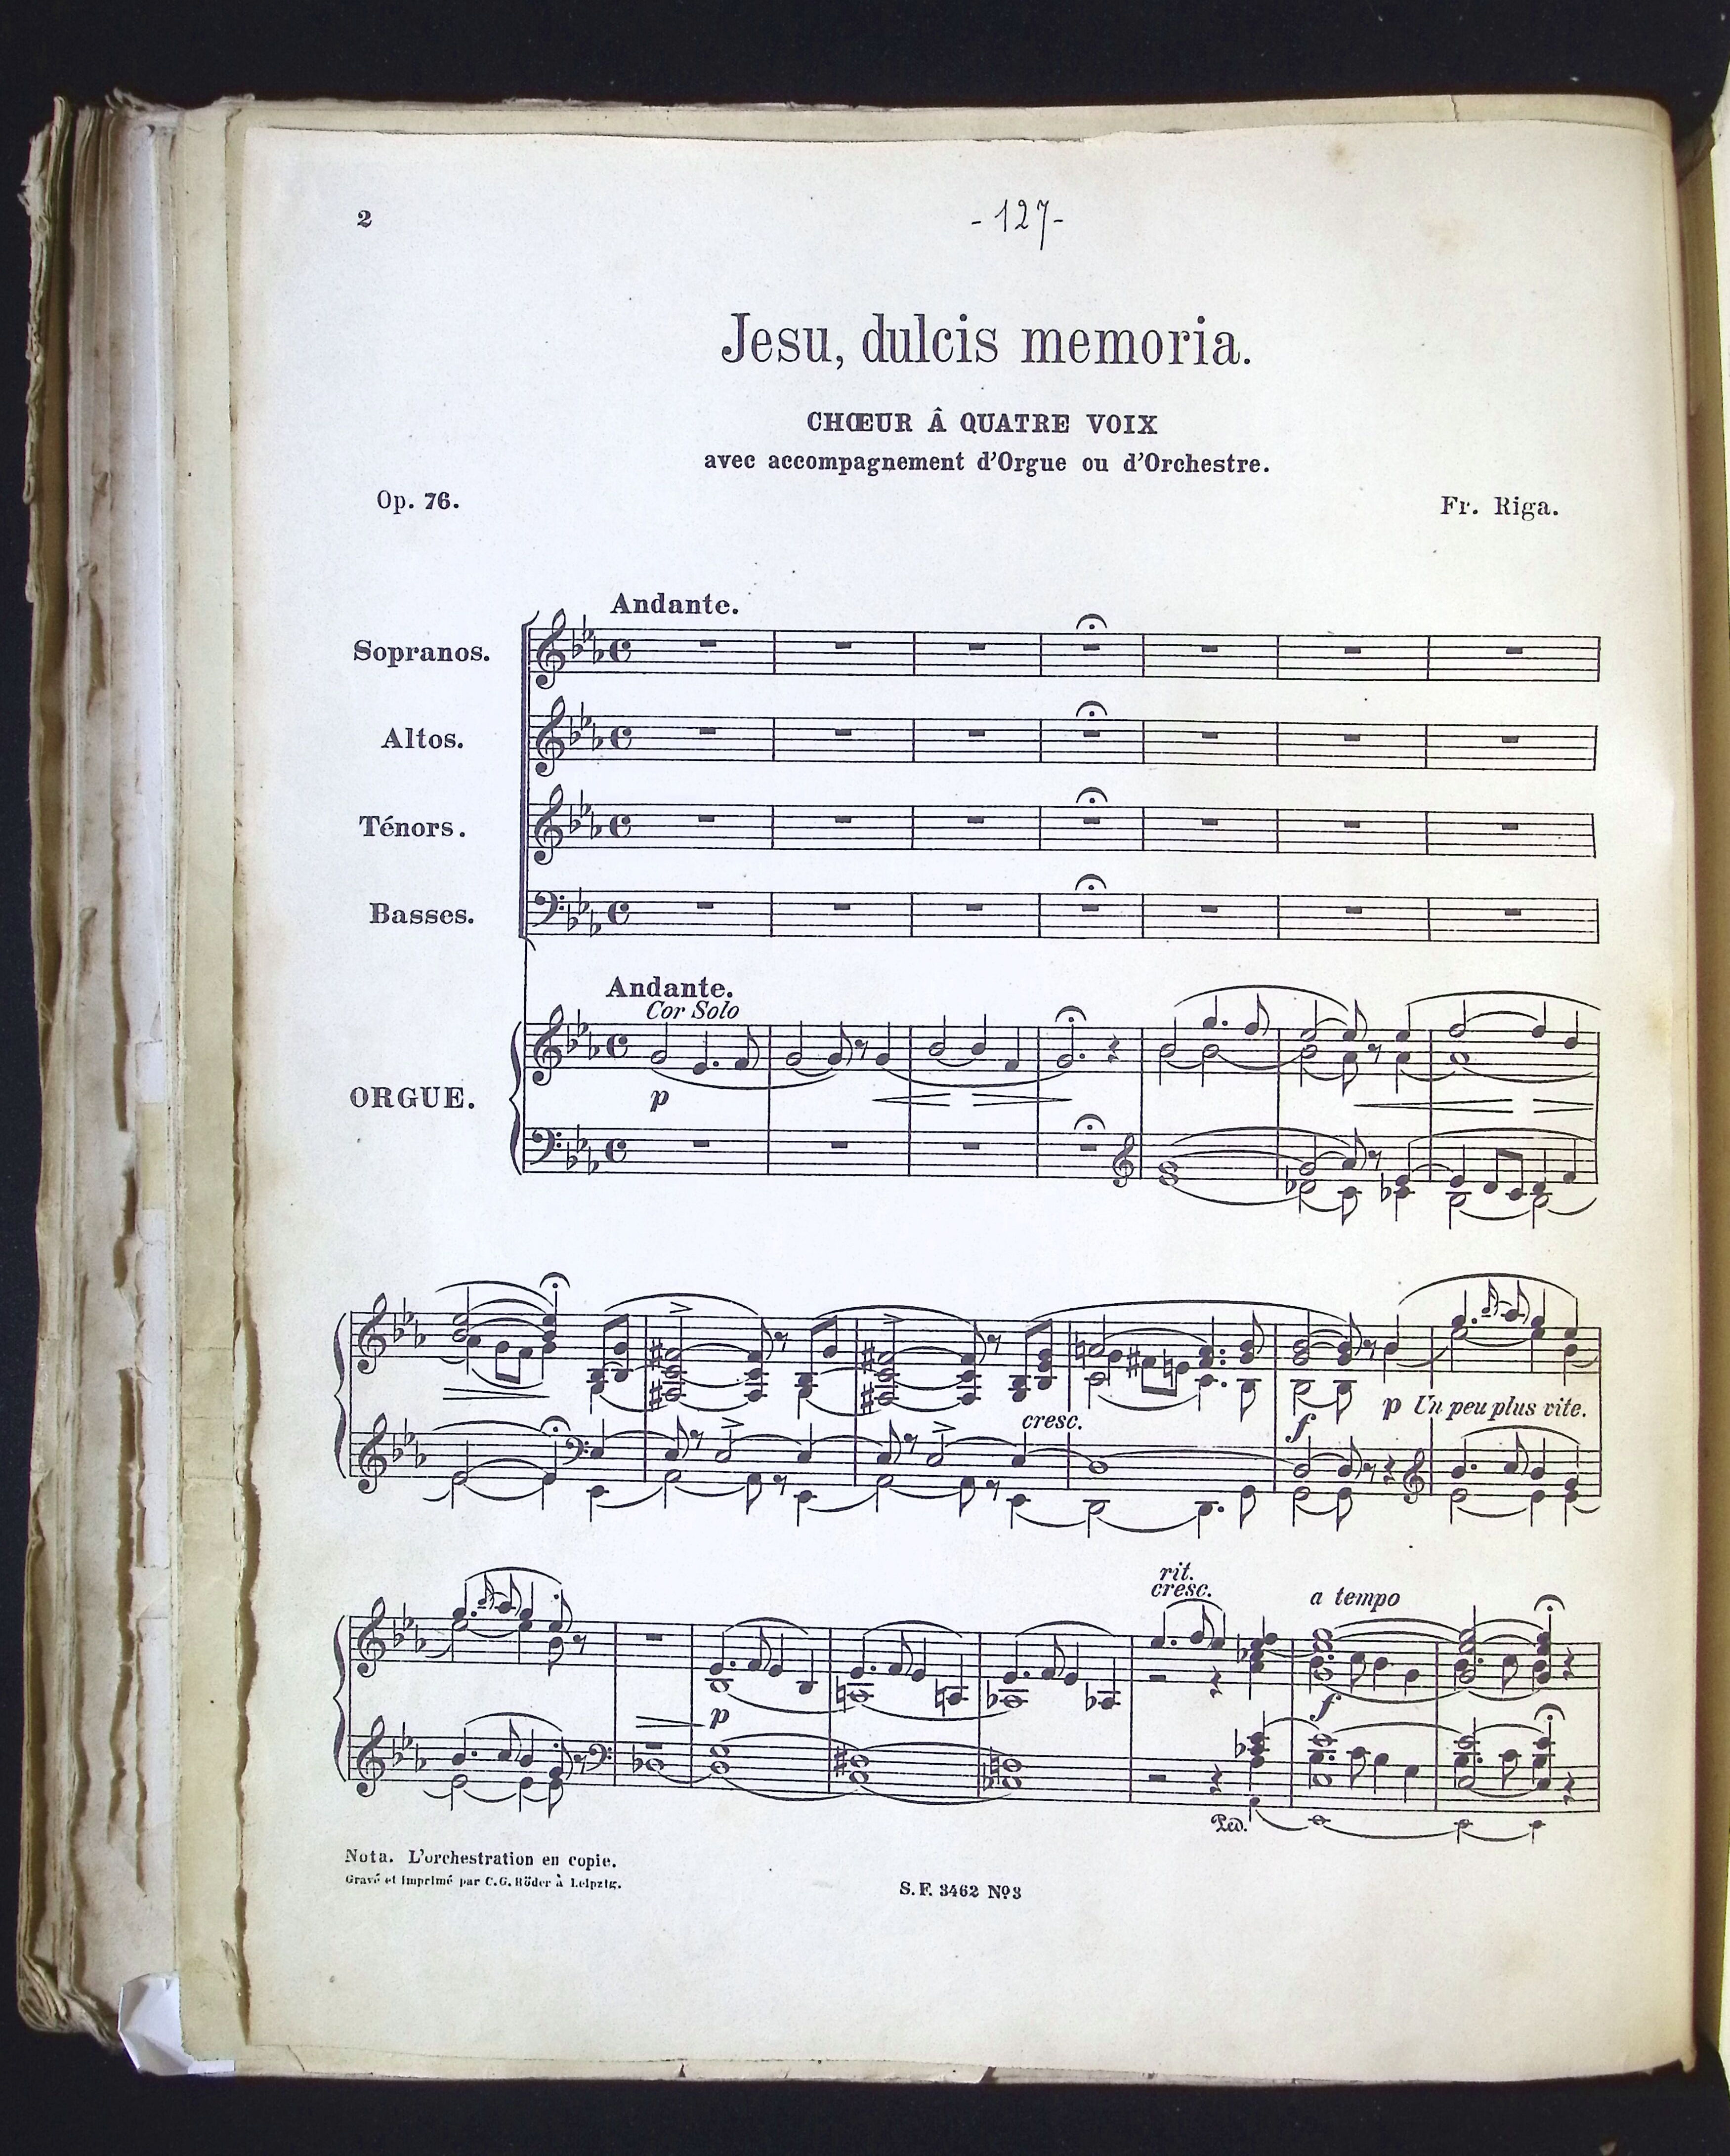 2
-127-
Jesu, dulcis memoria.
CHŒUR Â QUATRE VOIX
avec accompagnement d'Orgue ou d'Orchestre.
Op. 76.
Fr. Riga.
Andante.
Sopranos.
Altos.
Ténors.
Basses.
Andante.
Cor Solo
p
ORGUE.
cresc.
f
p Un peu plus vite.
rit.
cresc.
a tempo
p
f
Ped.
Nota. L'orchestration en copie.
Gravé et imprimé par C. G. Röder à Leipzig.
S. F. 3462 Nº 3